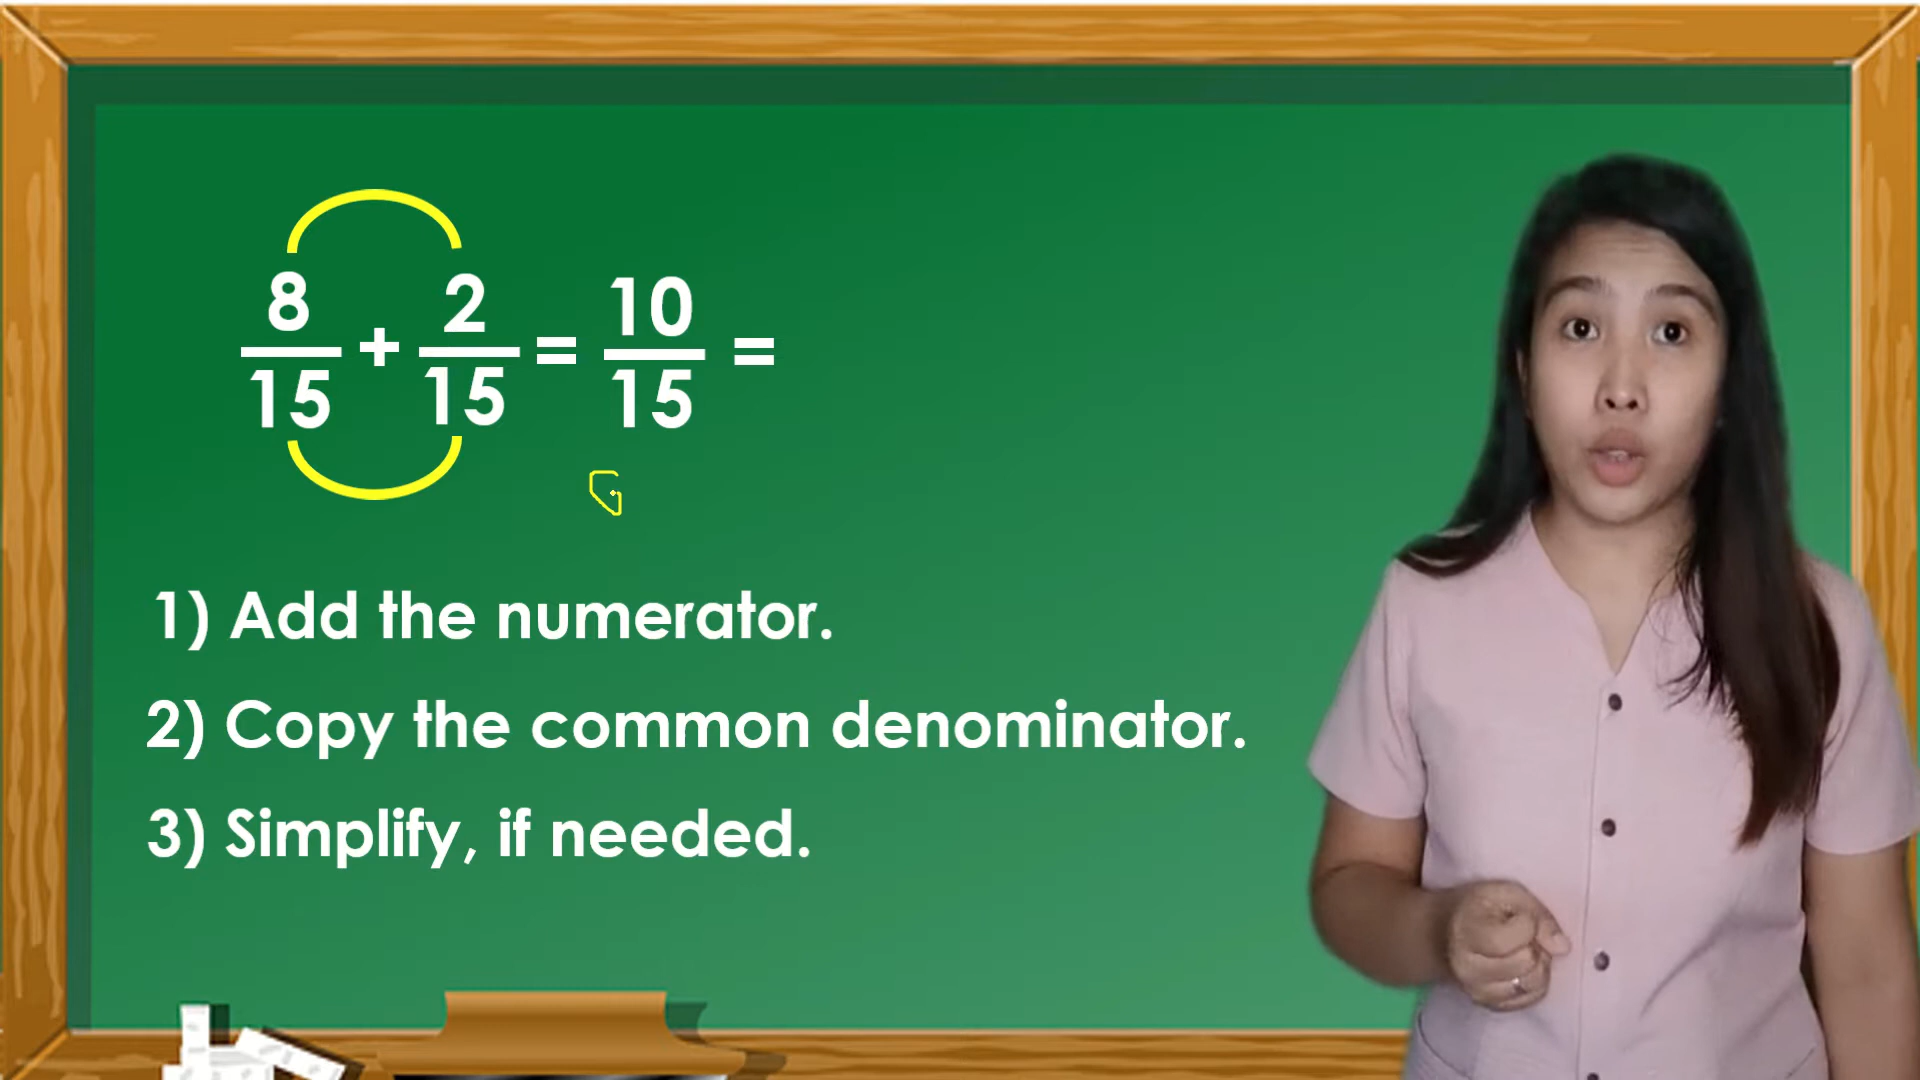 8/15 + 2/15 = 10/15 =
1) Add the numerator.
2) Copy the common denominator.
3) Simplify, if needed.